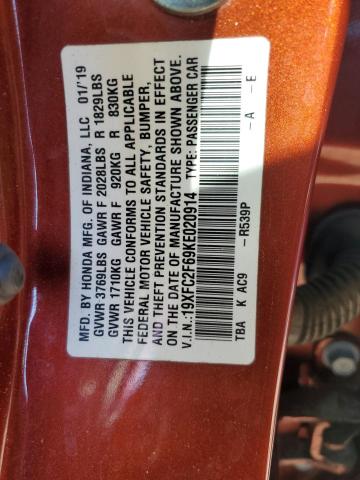 MFD. BY HONDA MFG. OF INDIANA, LLC 01/'19
GVWR 3769LBS GAWR F 2028LBS R 1829LBS
GVWR 1710KG GAWR F 920KG R 830KG
THIS VEHICLE CONFORMS TO ALL APPLICABLE
FEDERAL MOTOR VEHICLE SAFETY, BUMPER,
AND THEFT PREVENTION STANDARDS IN EFFECT
ON THE DATE OF MANUFACTURE SHOWN ABOVE.
V.I.N.:19XFC2F69KE020914 TYPE: PASSENGER CAR
TBA K AC9 -R539P -A -E